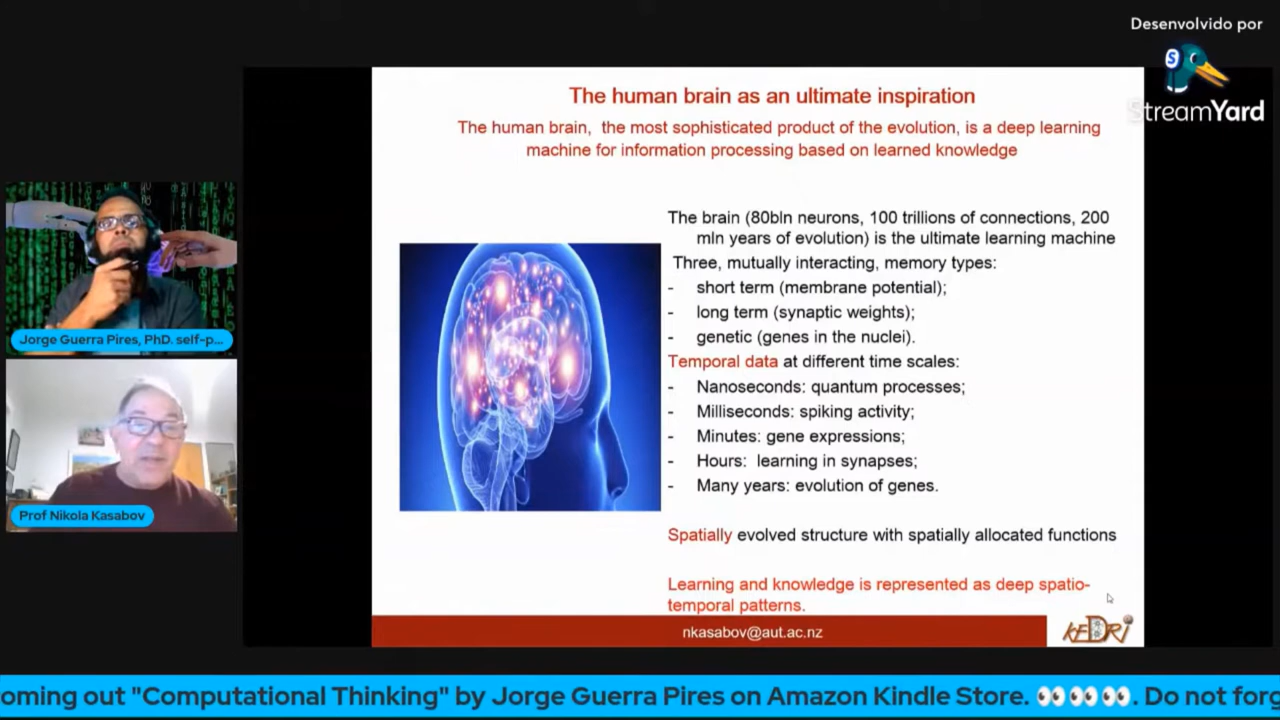 Desenvolvido por
StreamYard
The human brain as an ultimate inspiration
The human brain, the most sophisticated product of the evolution, is a deep learning
machine for information processing based on learned knowledge
The brain (80bln neurons, 100 trillions of connections, 200
mln years of evolution) is the ultimate learning machine
Three, mutually interacting, memory types:
- short term (membrane potential);
- long term (synaptic weights);
- genetic (genes in the nuclei).
Temporal data at different time scales:
- Nanoseconds: quantum processes;
- Milliseconds: spiking activity;
- Minutes: gene expressions;
- Hours: learning in synapses;
- Many years: evolution of genes.
Spatially evolved structure with spatially allocated functions
Learning and knowledge is represented as deep spatio-
temporal patterns.
nkasabov@aut.ac.nz
KEDRI
Jorge Guerra Pires, PhD. self-p...
Prof Nikola Kasabov
oming out "Computational Thinking" by Jorge Guerra Pires on Amazon Kindle Store. 👀👀👀. Do not forg